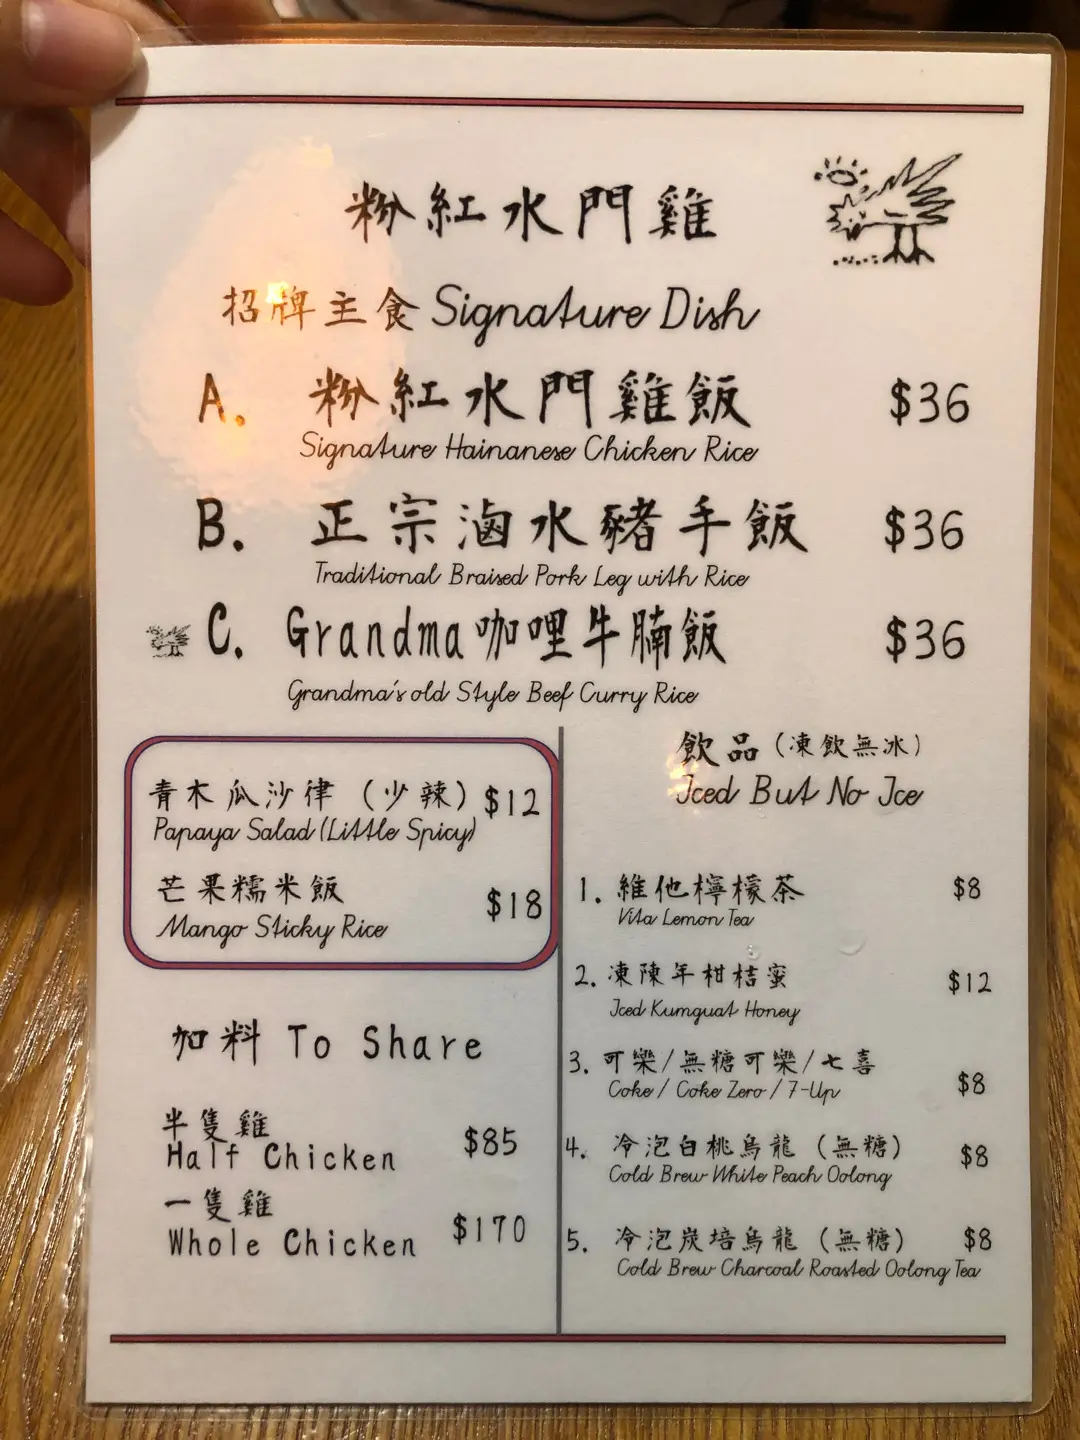 粉紅水門雞
招牌主食 Signature Dish
A. 粉紅水門雞飯 $36
Signature Hainanese Chicken Rice
B. 正宗滷水豬手飯 $36
Traditional Braised Pork Leg with Rice
C. Grandma咖哩牛腩飯 $36
Grandma's old Style Beef Curry Rice
青木瓜沙律（少辣） $12
Papaya Salad (Little Spicy)
芒果糯米飯 $18
Mango Sticky Rice
加料 To Share
半隻雞
Half Chicken $85
一隻雞
Whole Chicken $170
飲品（凍飲無冰）
Iced But No Ice
1. 維他檸檬茶 $8
Vita Lemon Tea
2. 凍陳年柑桔蜜 $12
Iced Kumguat Honey
3. 可樂/無糖可樂/七喜
Coke / Coke Zero / 7-Up $8
4. 冷泡白桃烏龍（無糖） $8
Cold Brew White Peach Oolong
5. 冷泡炭培烏龍（無糖） $8
Cold Brew Charcoal Roasted Oolong Tea